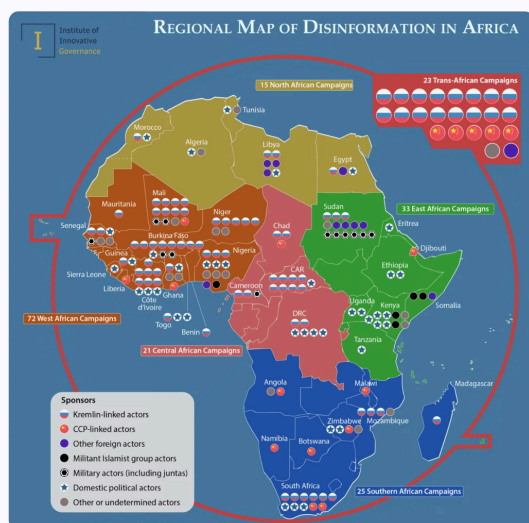 Institute of
Innovative
Governance
REGIONAL MAP OF DISINFORMATION IN AFRICA
23 Trans-African Campaigns
15 North African Campaigns
Tunisia
Morocco
Algeria
Libya
Egypt
Mauritania
Mali
Niger
Chad
Sudan
33 East African Campaigns
Eritrea
Senegal
Burkina Faso
Djibouti
Guinea
Nigeria
Ethiopia
Sierra Leone
Cameroon
CAR
Liberia
Ghana
Côte
d'Ivoire
Uganda
Kenya
Somalia
Togo
DRC
Benin
72 West African Campaigns
21 Central African Campaigns
Tanzania
Angola
Malawi
Madagascar
Sponsors
Kremlin-linked actors
CCP-linked actors
Other foreign actors
Militant Islamist group actors
Military actors (including juntas)
Domestic political actors
Other or undetermined actors
Zimbabwe
Mozambique
Namibia
Botswana
South Africa
25 Southern African Campaigns